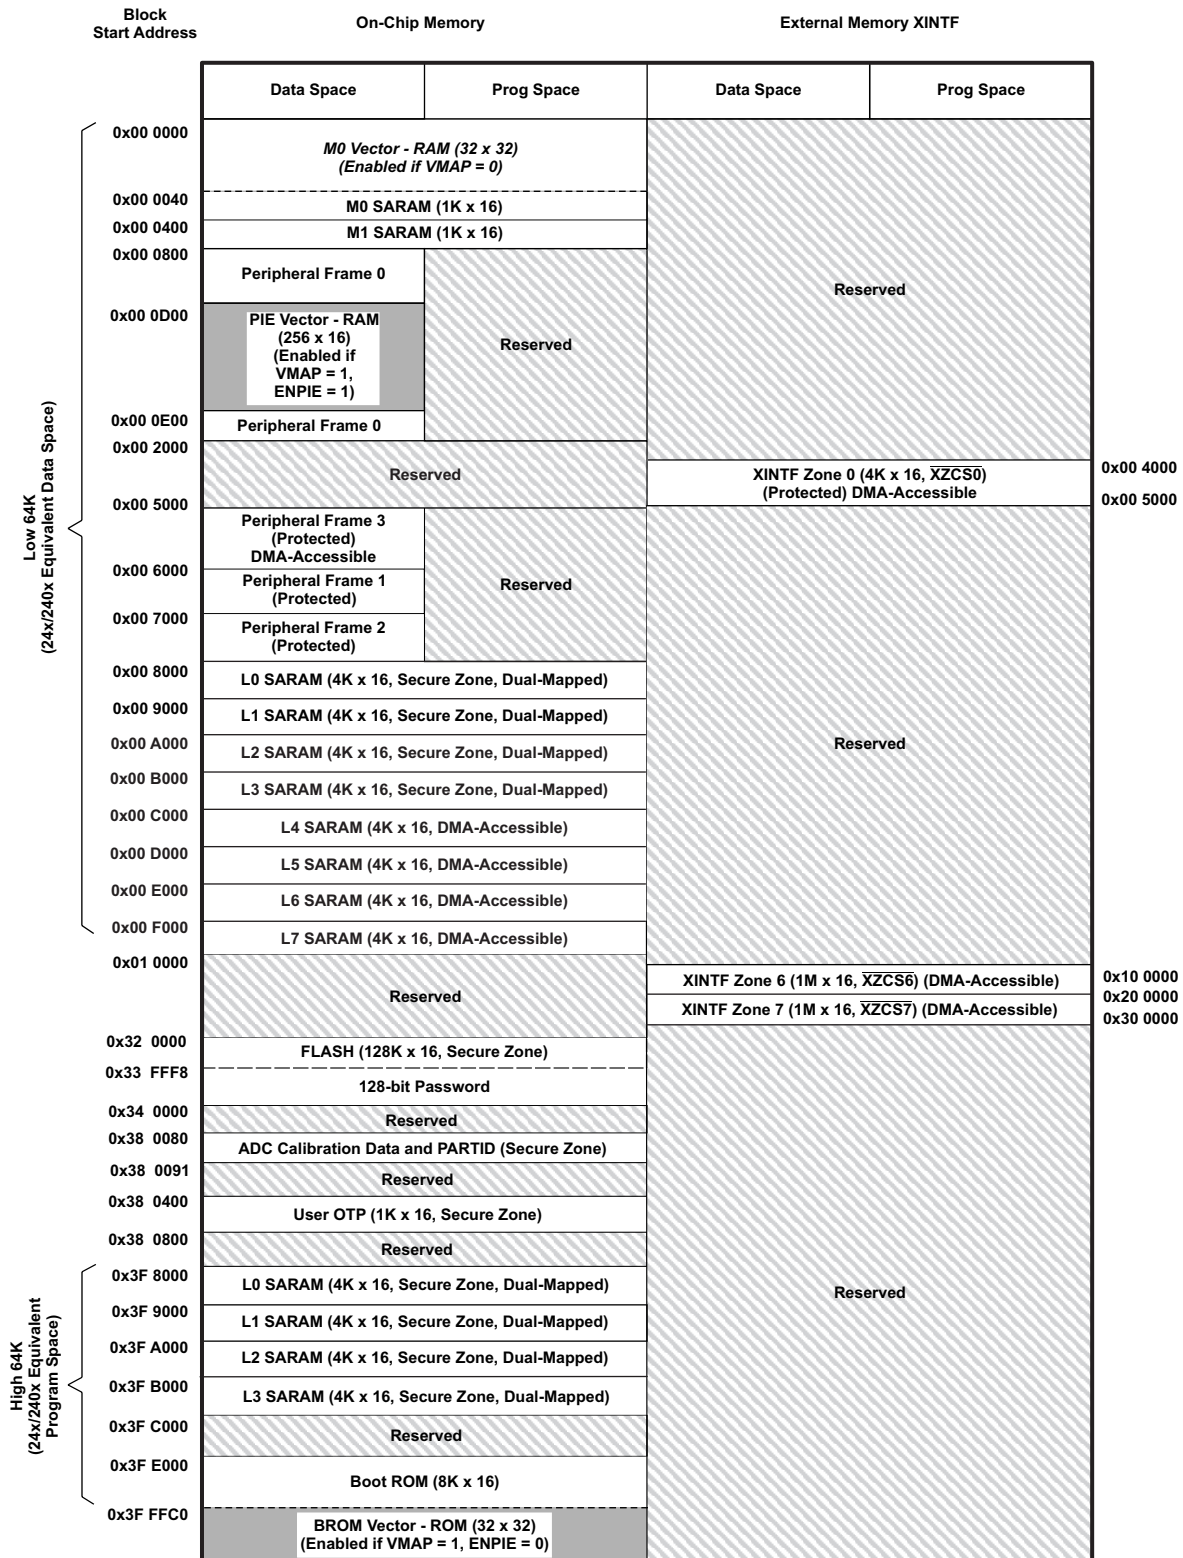 Block
Start Address
On-Chip Memory
External Memory XINTF
Data Space
Prog Space
Data Space
Prog Space
0x00 0000
M0 Vector - RAM (32 x 32)
(Enabled if VMAP = 0)
0x00 0040
M0 SARAM (1K x 16)
0x00 0400
M1 SARAM (1K x 16)
0x00 0800
Peripheral Frame 0
Reserved
0x00 0D00
PIE Vector - RAM
(256 x 16)
(Enabled if
VMAP = 1,
ENPIE = 1)
Reserved
0x00 0E00
Peripheral Frame 0
0x00 2000
Reserved
XINTF Zone 0 (4K x 16, XZCS0)
(Protected) DMA-Accessible
0x00 4000
0x00 5000
0x00 5000
Peripheral Frame 3
(Protected)
DMA-Accessible
Reserved
0x00 6000
Peripheral Frame 1
(Protected)
0x00 7000
Peripheral Frame 2
(Protected)
Low 64K
(24x/240x Equivalent Data Space)
0x00 8000
L0 SARAM (4K x 16, Secure Zone, Dual-Mapped)
0x00 9000
L1 SARAM (4K x 16, Secure Zone, Dual-Mapped)
0x00 A000
L2 SARAM (4K x 16, Secure Zone, Dual-Mapped)
Reserved
0x00 B000
L3 SARAM (4K x 16, Secure Zone, Dual-Mapped)
0x00 C000
L4 SARAM (4K x 16, DMA-Accessible)
0x00 D000
L5 SARAM (4K x 16, DMA-Accessible)
0x00 E000
L6 SARAM (4K x 16, DMA-Accessible)
0x00 F000
L7 SARAM (4K x 16, DMA-Accessible)
0x01 0000
Reserved
XINTF Zone 6 (1M x 16, XZCS6) (DMA-Accessible)
0x10 0000
0x20 0000
XINTF Zone 7 (1M x 16, XZCS7) (DMA-Accessible)
0x30 0000
0x32 0000
FLASH (128K x 16, Secure Zone)
0x33 FFF8
128-bit Password
0x34 0000
Reserved
0x38 0080
ADC Calibration Data and PARTID (Secure Zone)
0x38 0091
Reserved
0x38 0400
User OTP (1K x 16, Secure Zone)
0x38 0800
Reserved
0x3F 8000
L0 SARAM (4K x 16, Secure Zone, Dual-Mapped)
Reserved
0x3F 9000
L1 SARAM (4K x 16, Secure Zone, Dual-Mapped)
0x3F A000
L2 SARAM (4K x 16, Secure Zone, Dual-Mapped)
0x3F B000
L3 SARAM (4K x 16, Secure Zone, Dual-Mapped)
High 64K
(24x/240x Equivalent
Program Space)
0x3F C000
Reserved
0x3F E000
Boot ROM (8K x 16)
0x3F FFC0
BROM Vector - ROM (32 x 32)
(Enabled if VMAP = 1, ENPIE = 0)